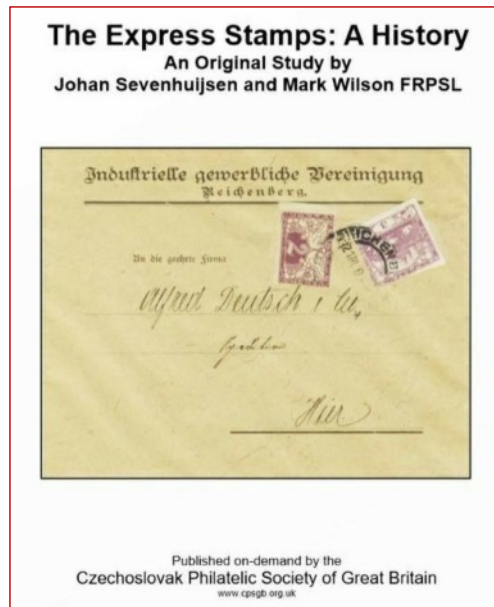 The Express Stamps: A History
An Original Study by
Johan Sevenhuijsen and Mark Wilson FRPSL
Industrielle gewerbliche Vereinigung
Reichenberg.
An die geehrte Firma
Alfred Deutsch
Hier
Published on-demand by the
Czechoslovak Philatelic Society of Great Britain
www.cpsgb.org.uk